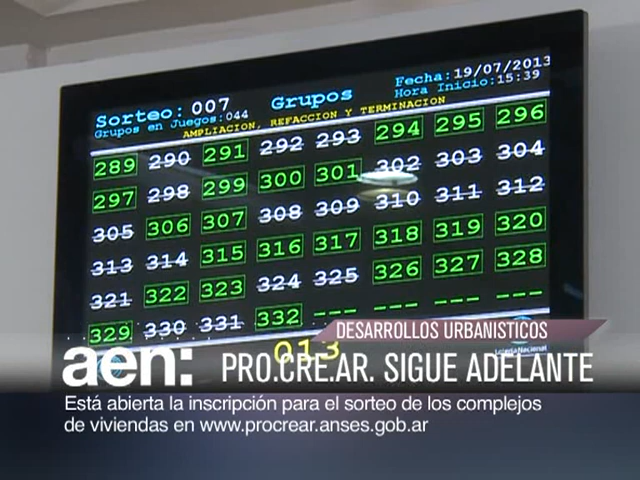 Sorteo: 007 Grupos Fecha: 19/07/2013
Grupos en Juegos: 044 Hora Inicio: 15:39
AMPLIACION, REFACCION Y TERMINACION
289 290 291 292 293 294 295 296
297 298 299 300 301 302 303 304
305 306 307 308 309 310 311 312
313 314 315 316 317 318 319 320
321 322 323 324 325 326 327 328
329 330 331 332 --- --- --- ---
013
Lotería Nacional
DESARROLLOS URBANISTICOS
aen: PRO.CRE.AR. SIGUE ADELANTE
Está abierta la inscripción para el sorteo de los complejos
de viviendas en www.procrear.anses.gob.ar